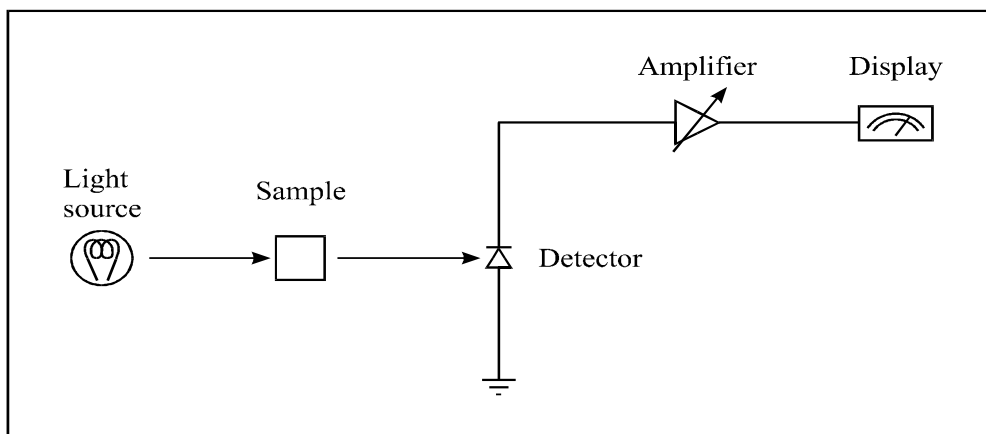 Amplifier
Display
Light
source
Sample
Detector